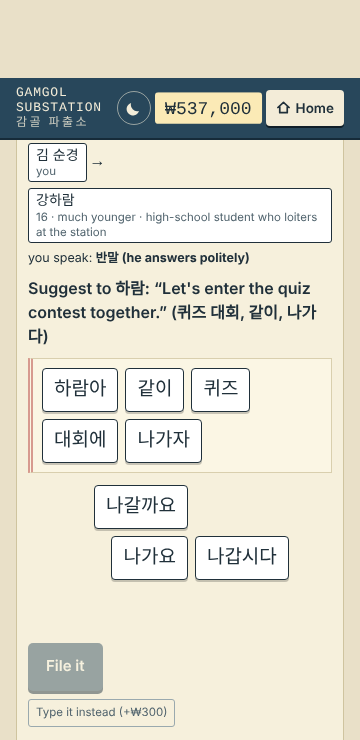 GAMGOL
SUBSTATION
감골 파출소
₩537,000
Home
김 순경
you
→
강하람
16 · much younger · high-school student who loiters
at the station
you speak: 반말 (he answers politely)
Suggest to 하람: “Let's enter the quiz
contest together.” (퀴즈 대회, 같이, 나가
다)
하람아 같이 퀴즈
대회에 나가자
나갈까요
나가요 나갑시다
File it
Type it instead (+₩300)